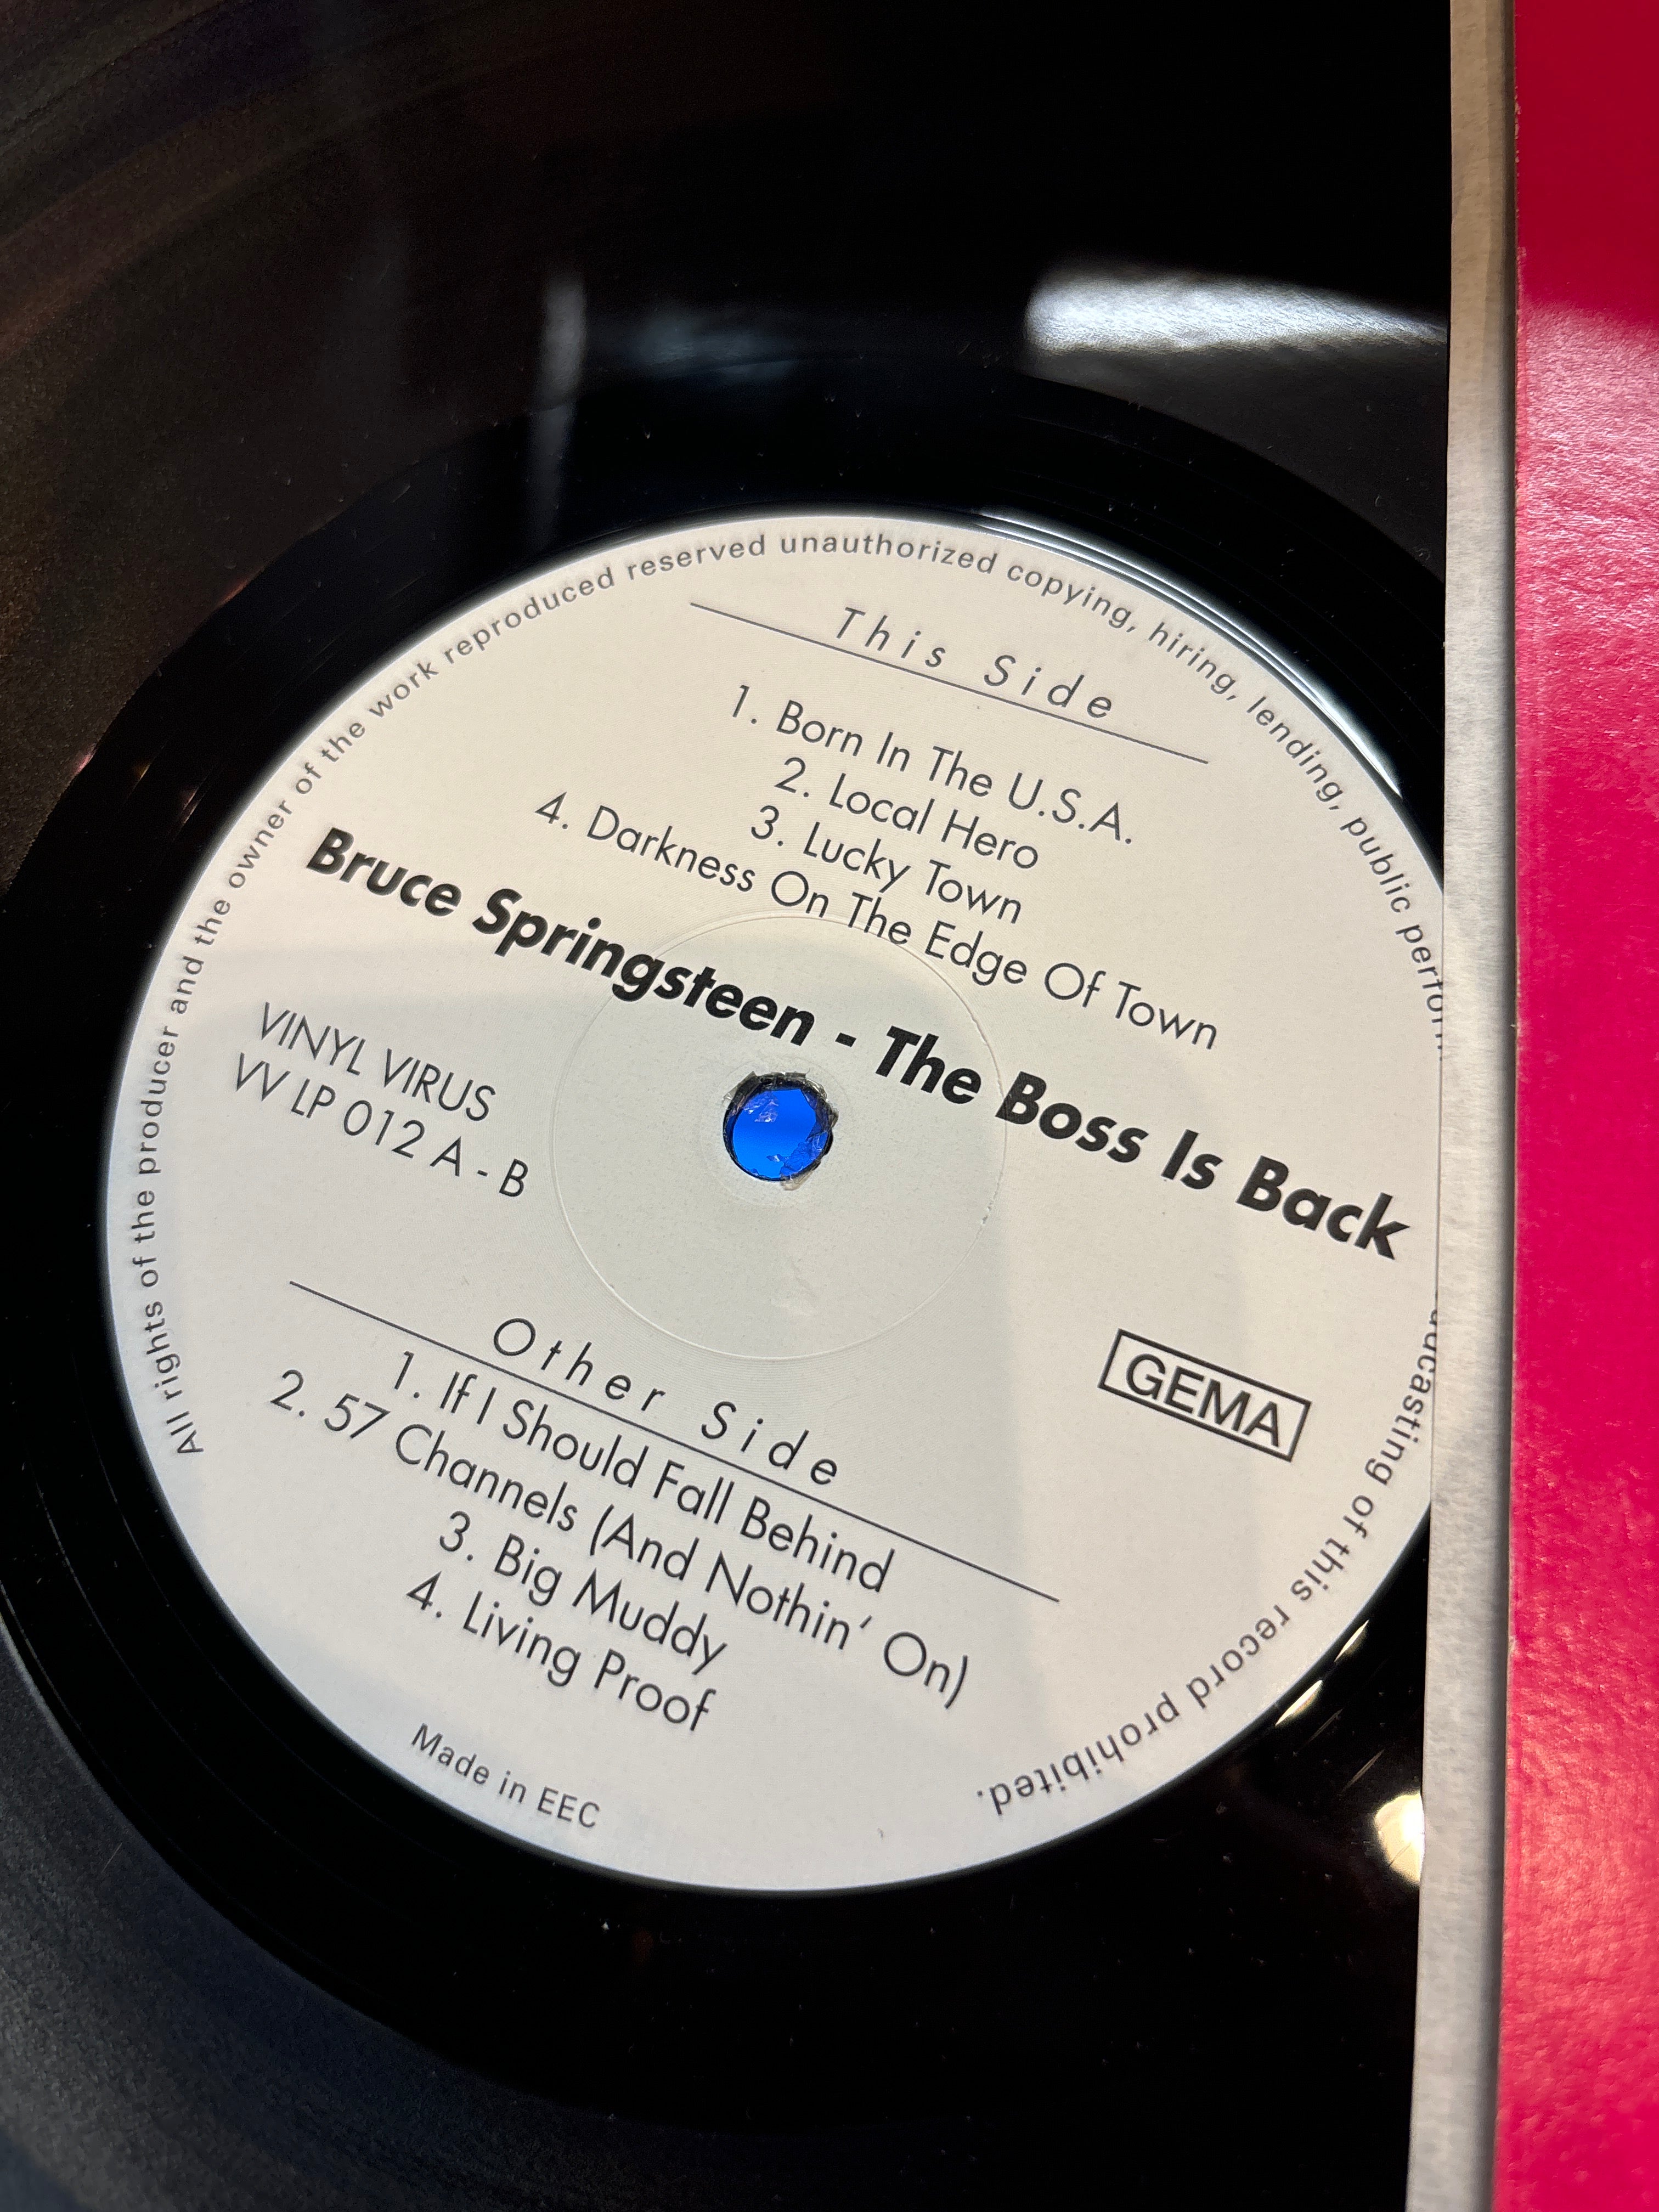 All rights of the producer and the owner of the work reproduced reserved unauthorized copying, hiring, lending, public
This Side
1. Born In The U.S.A.
2. Local Hero
3. Lucky Town
4. Darkness On The Edge Of Town
Bruce Springsteen - The Boss Is Back
VINYL VIRUS
VV LP 012 A - B
GEMA
Other Side
1. If I Should Fall Behind
2. 57 Channels (And Nothin' On)
3. Big Muddy
4. Living Proof
of this record prohibited.
Made in EEC